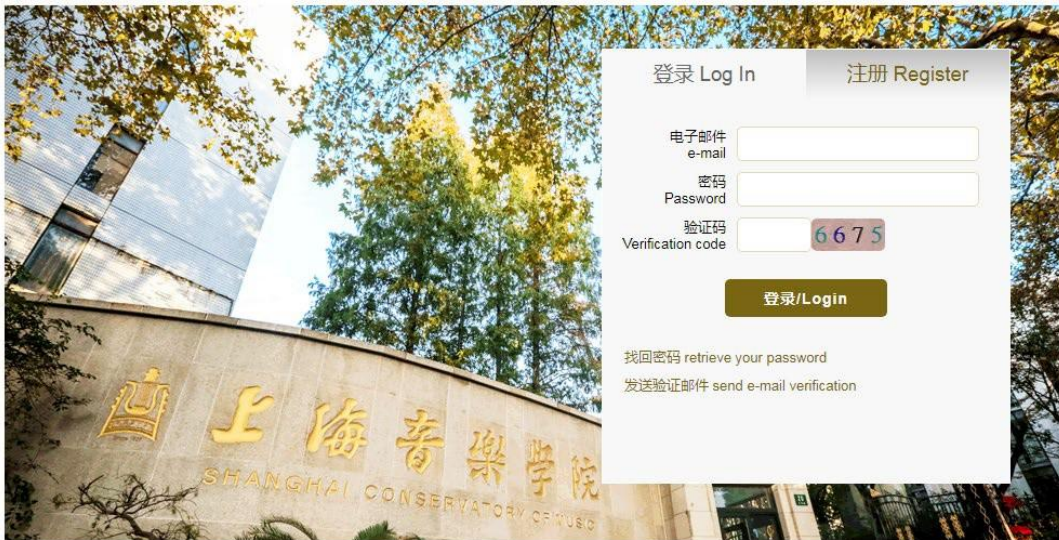 登录 Log In
注册 Register
电子邮件
e-mail
密码
Password
验证码
Verification code
6675
登录/Login
找回密码 retrieve your password
发送验证邮件 send e-mail verification
上海音樂学院
SHANGHAI CONSERVATORY OF MUSIC